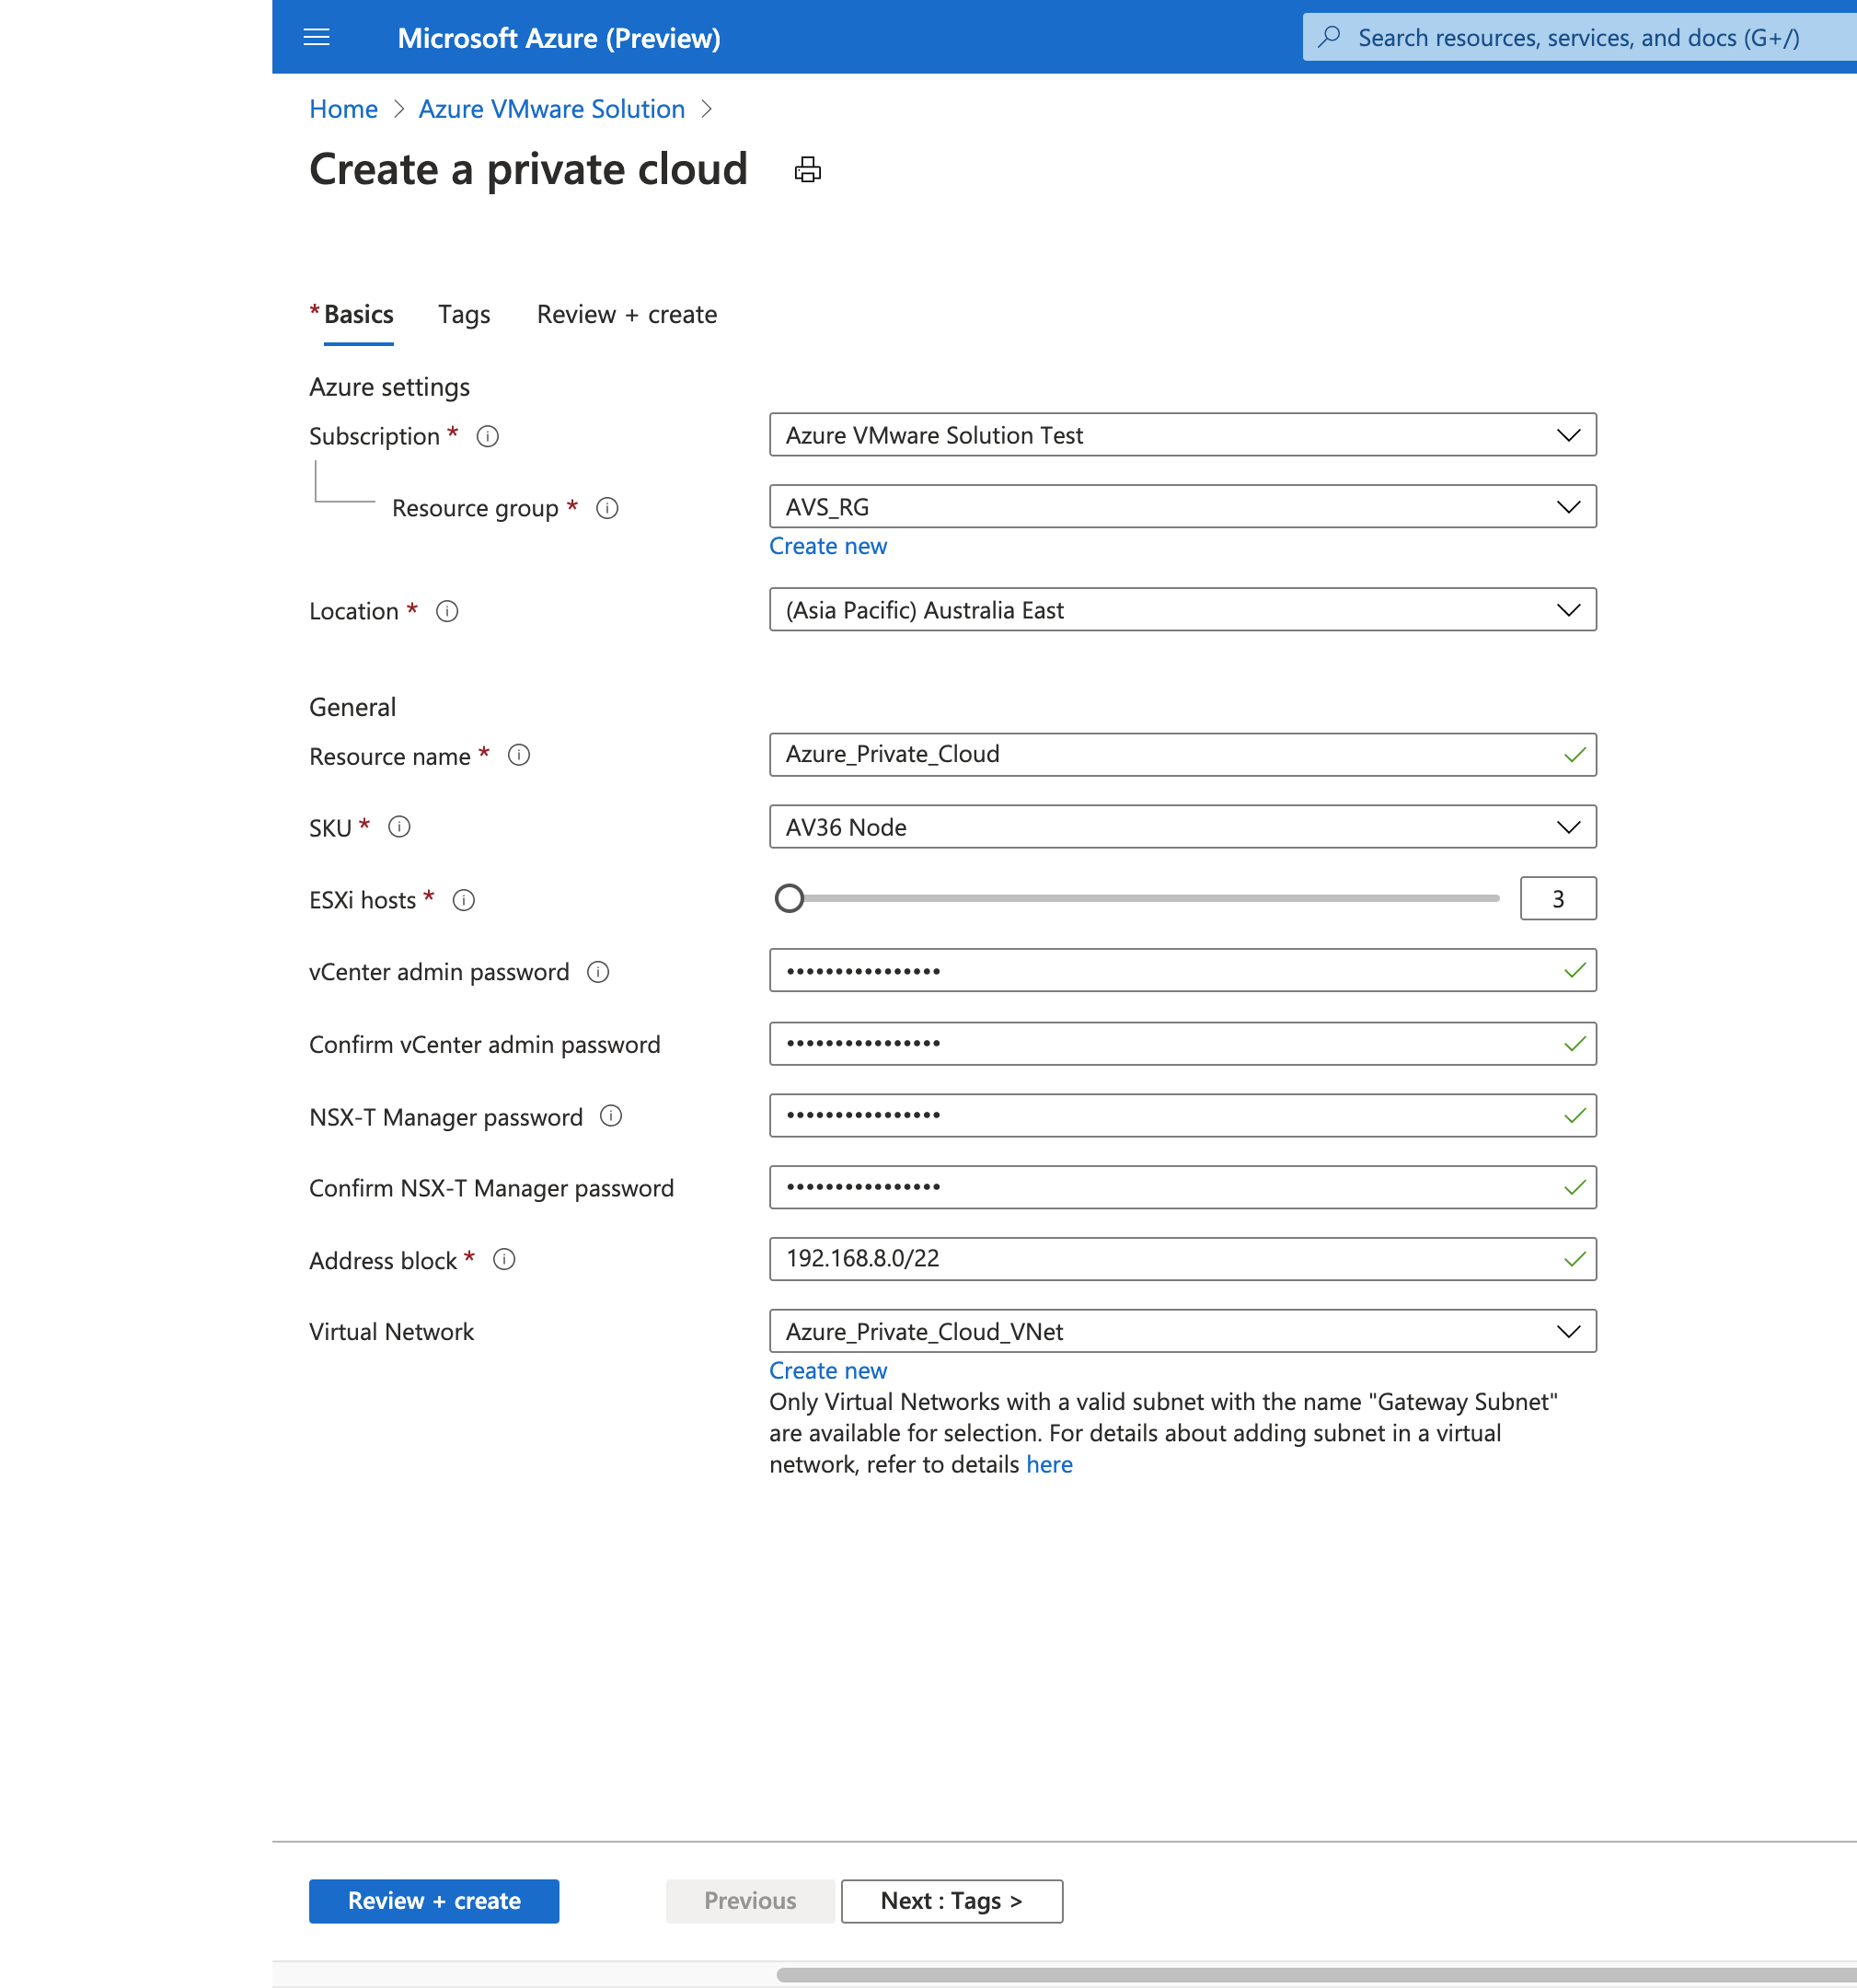 Microsoft Azure (Preview)
Search resources, services, and docs (G+/)
Home > Azure VMware Solution >
Create a private cloud
* Basics Tags Review + create
Azure settings
Subscription * Azure VMware Solution Test
Resource group * AVS_RG
Create new
Location * (Asia Pacific) Australia East
General
Resource name * Azure_Private_Cloud
SKU * AV36 Node
ESXi hosts * 3
vCenter admin password ••••••••••••••••
Confirm vCenter admin password ••••••••••••••••
NSX-T Manager password ••••••••••••••••
Confirm NSX-T Manager password ••••••••••••••••
Address block * 192.168.8.0/22
Virtual Network Azure_Private_Cloud_VNet
Create new
Only Virtual Networks with a valid subnet with the name "Gateway Subnet"
are available for selection. For details about adding subnet in a virtual
network, refer to details here
Review + create Previous Next : Tags >